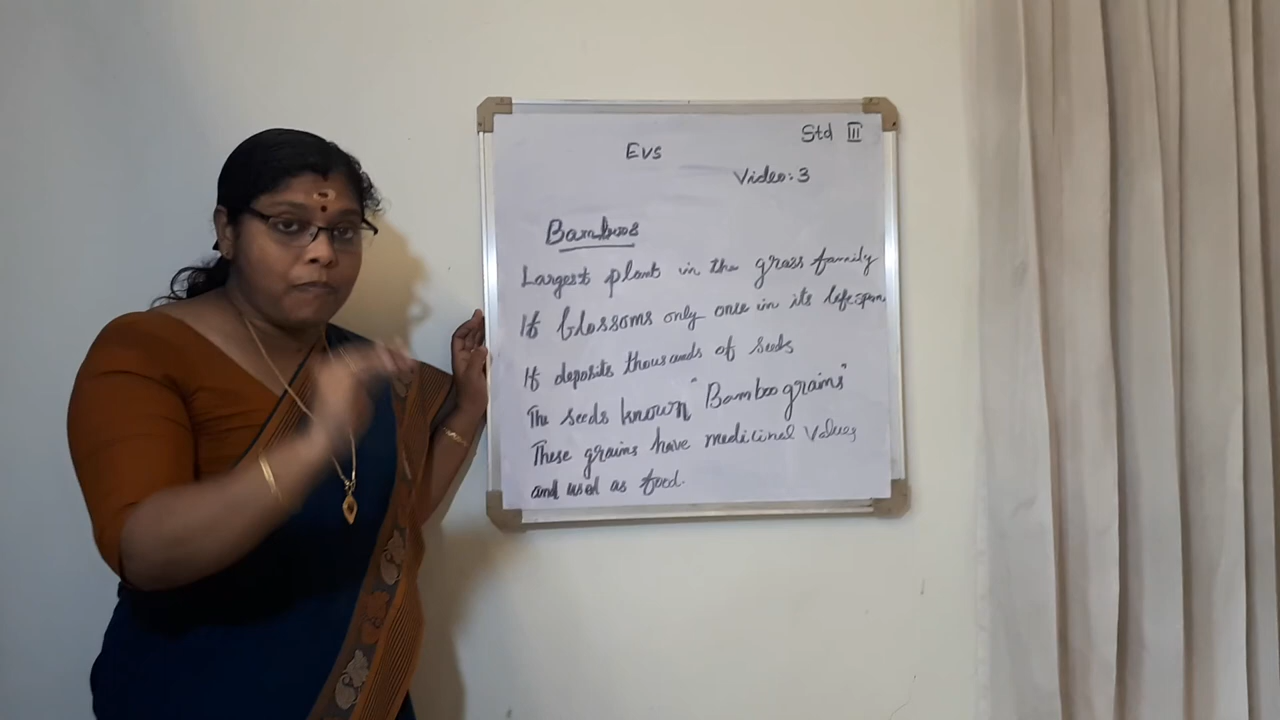 Std III
Evs
Video: 3
Bamboos
Largest plant in the grass family
It blossoms only once in its lifespan
It deposits thousands of seeds
The seeds known "Bamboo grains"
These grains have medicinal values
and used as food.